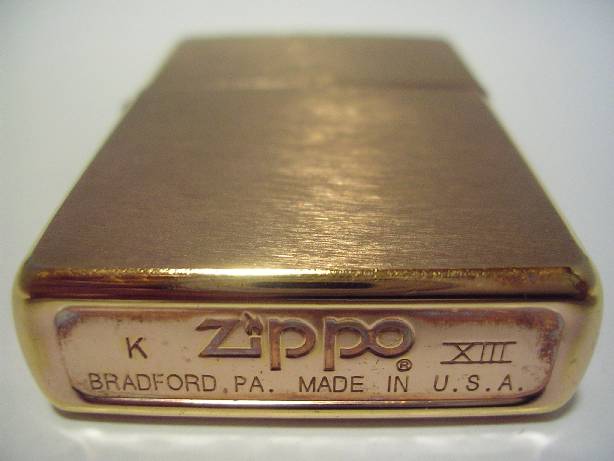 K Zippo® XIII
BRADFORD, PA. MADE IN U.S.A.